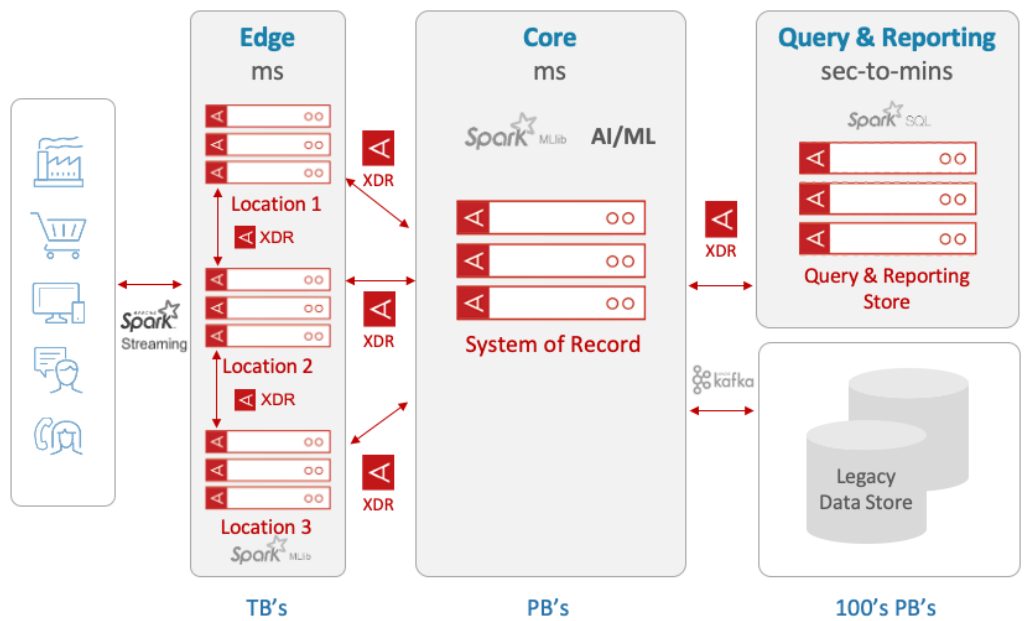 Edge
ms
Location 1
XDR
Location 2
XDR
Location 3
Spark MLlib
TB's
APACHE
Spark
Streaming
XDR
XDR
XDR
Core
ms
Spark MLlib
AI/ML
System of Record
PB's
XDR
kafka
Query & Reporting
sec-to-mins
Spark SQL
Query & Reporting
Store
Legacy
Data Store
100's PB's